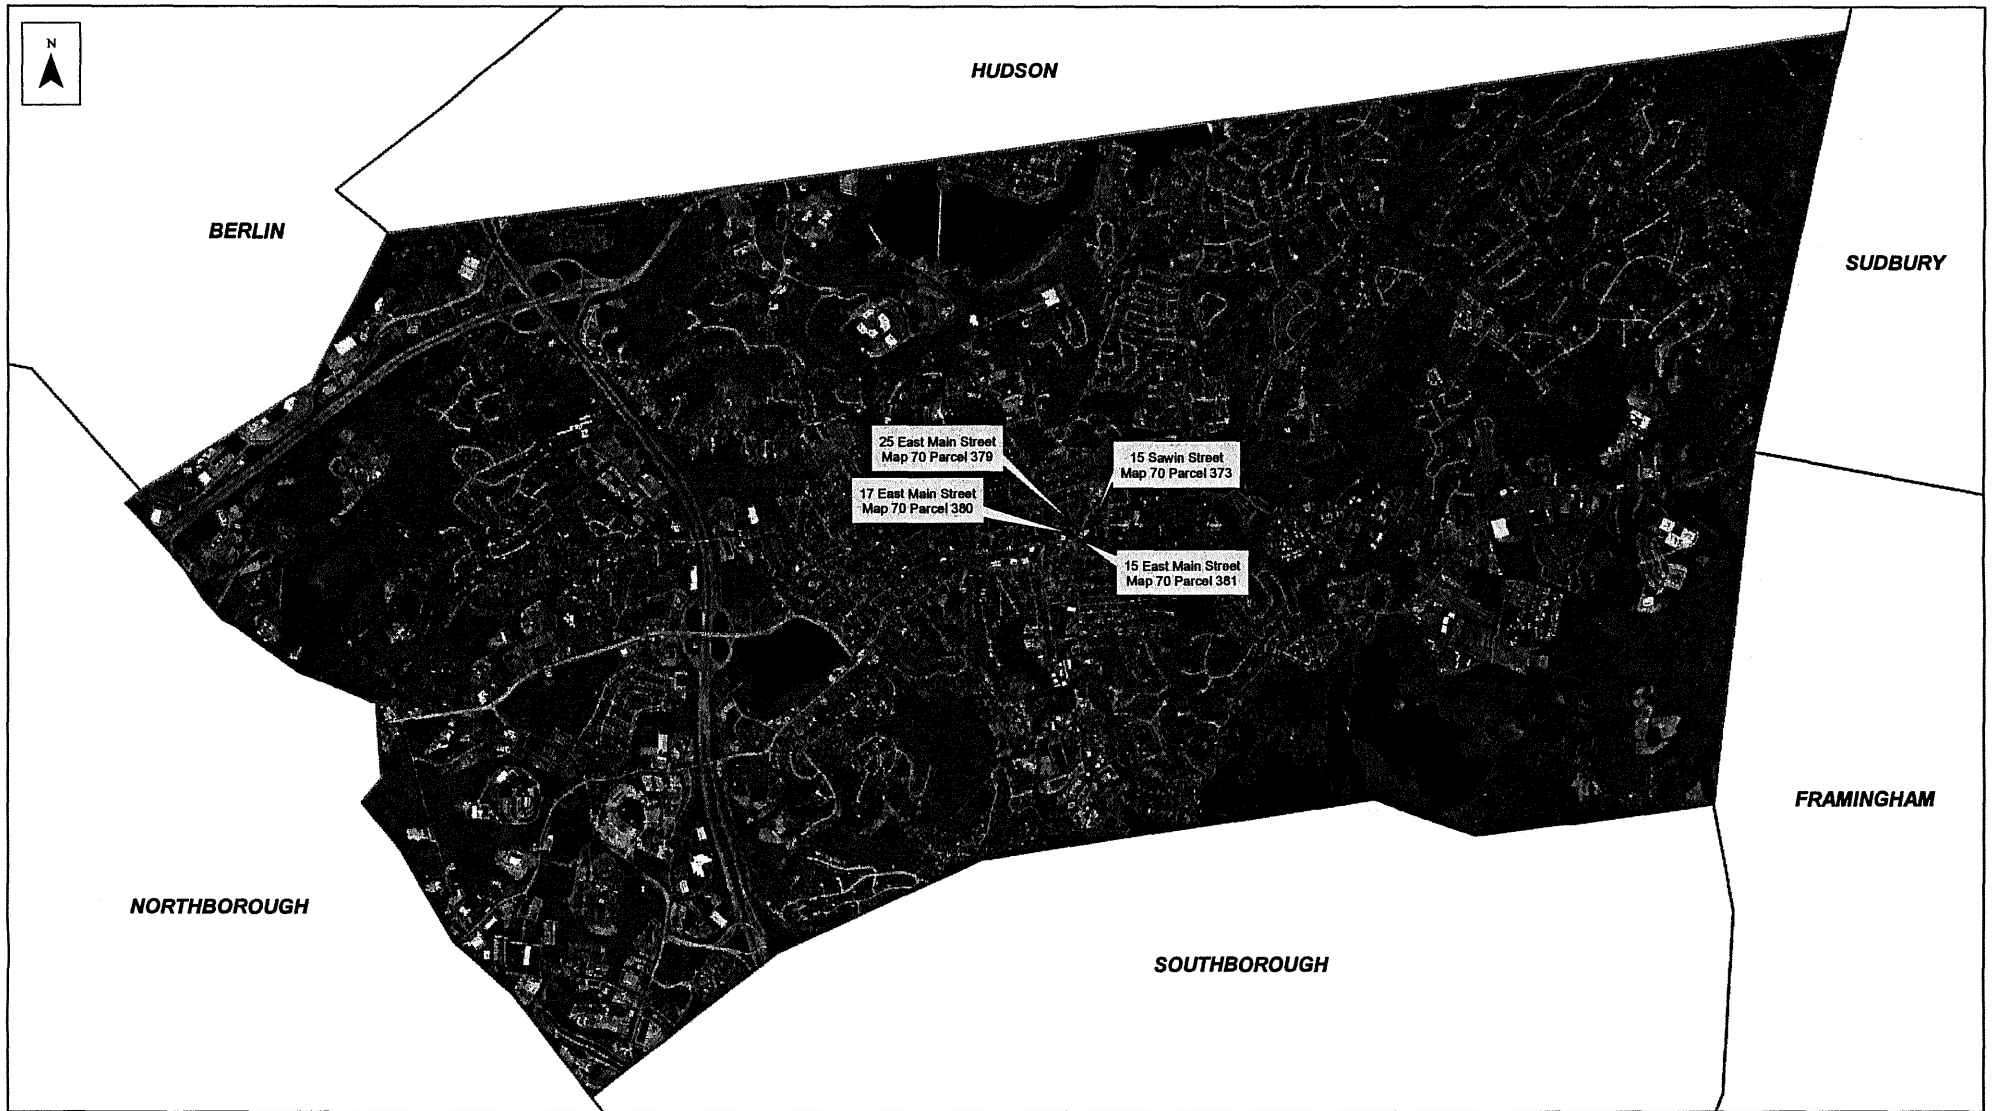 N
HUDSON
BERLIN
SUDBURY
25 East Main Street
Map 70 Parcel 379
15 Sawin Street
Map 70 Parcel 373
17 East Main Street
Map 70 Parcel 380
15 East Main Street
Map 70 Parcel 381
FRAMINGHAM
NORTHBOROUGH
SOUTHBOROUGH